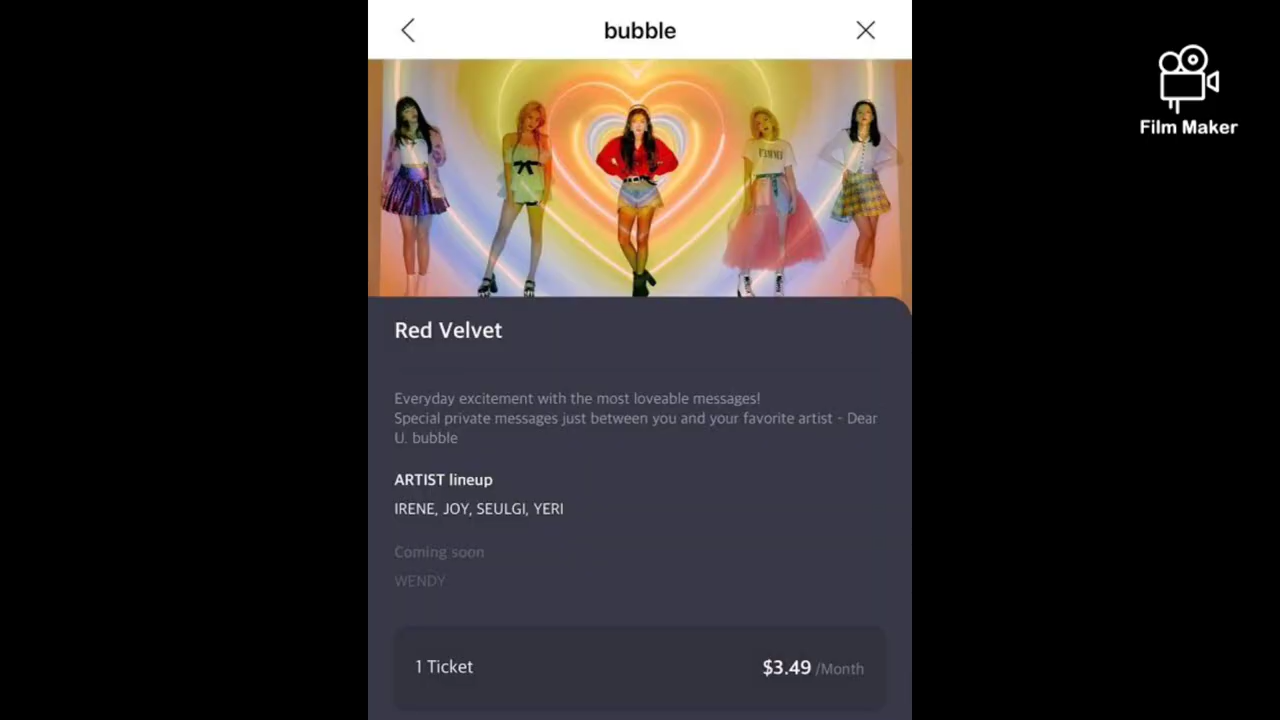 bubble
Film Maker
Red Velvet
Everyday excitement with the most loveable messages!
Special private messages just between you and your favorite artist - Dear
U. bubble
ARTIST lineup
IRENE, JOY, SEULGI, YERI
Coming soon
WENDY
1 Ticket
$3.49 /Month